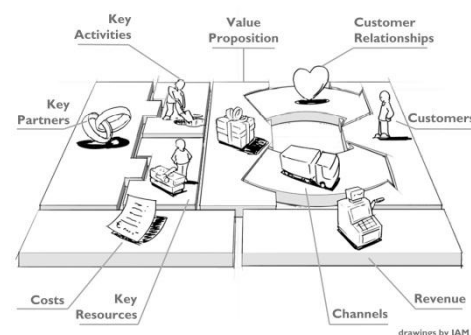 Key
Activities
Value
Proposition
Customer
Relationships
Key
Partners
Customers
Costs
Key
Resources
Channels
Revenue
drawings by JAM